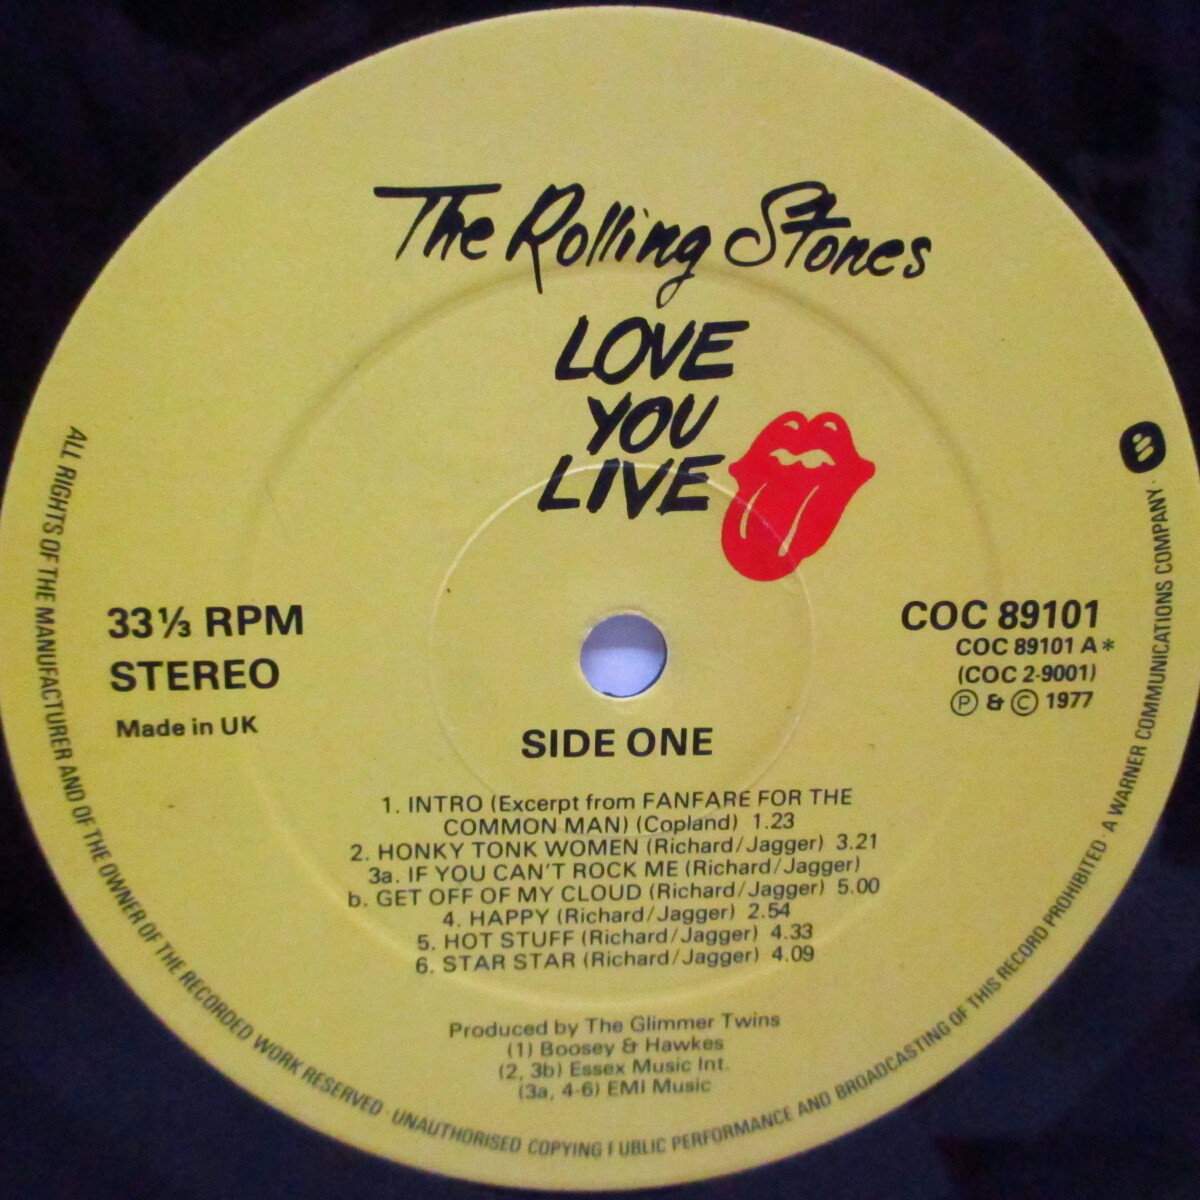 The Rolling Stones
LOVE
YOU
LIVE
33⅓ RPM
STEREO
Made in UK
COC 89101
COC 89101 A*
(COC 2-9001)
Ⓟ & © 1977
SIDE ONE
1. INTRO (Excerpt from FANFARE FOR THE
COMMON MAN) (Copland) 1.23
2. HONKY TONK WOMEN (Richard/Jagger) 3.21
3a. IF YOU CAN'T ROCK ME (Richard/Jagger)
b. GET OFF OF MY CLOUD (Richard/Jagger) 5.00
4. HAPPY (Richard/Jagger) 2.54
5. HOT STUFF (Richard/Jagger) 4.33
6. STAR STAR (Richard/Jagger) 4.09
Produced by The Glimmer Twins
(1) Boosey & Hawkes
(2, 3b) Essex Music Int.
(3a, 4-6) EMI Music
ALL RIGHTS OF THE MANUFACTURER AND OF THE OWNER OF THE RECORDED WORK RESERVED · UNAUTHORISED COPYING PUBLIC PERFORMANCE AND BROADCASTING OF THIS RECORD PROHIBITED · A WARNER COMMUNICATIONS COMPANY ·